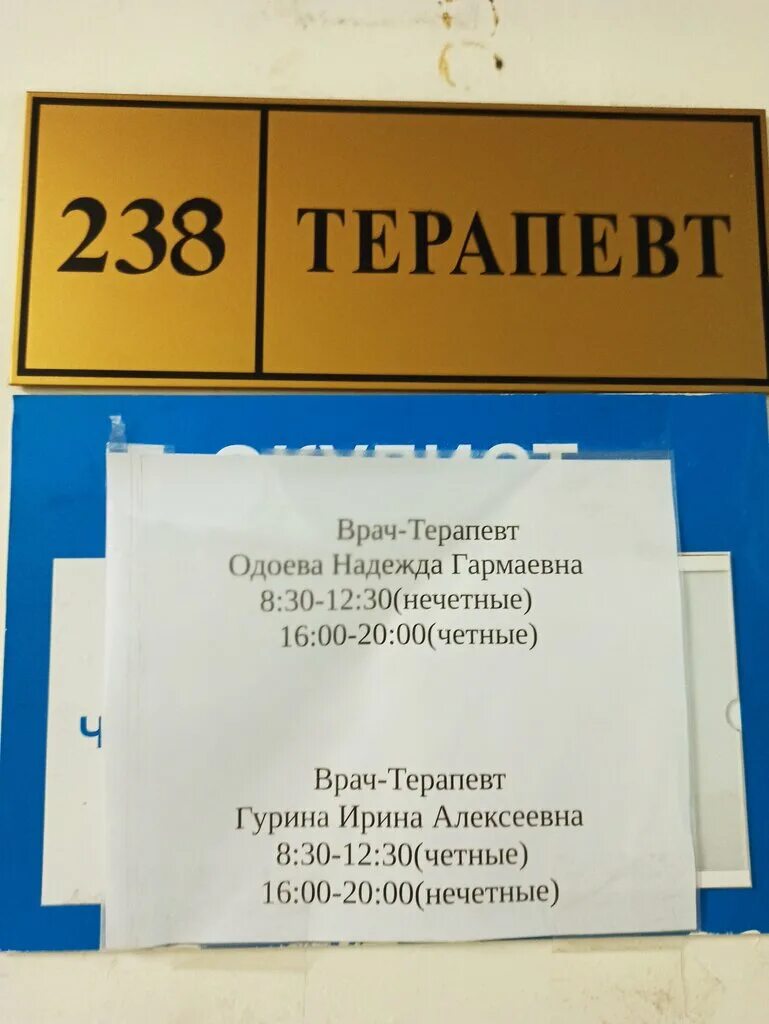 238 ТЕРАПЕВТ
Врач-Терапевт
Одоева Надежда Гармаевна
8:30-12:30(нечетные)
16:00-20:00(четные)
Ч
Врач-Терапевт
Гурина Ирина Алексеевна
8:30-12:30(четные)
16:00-20:00(нечетные)